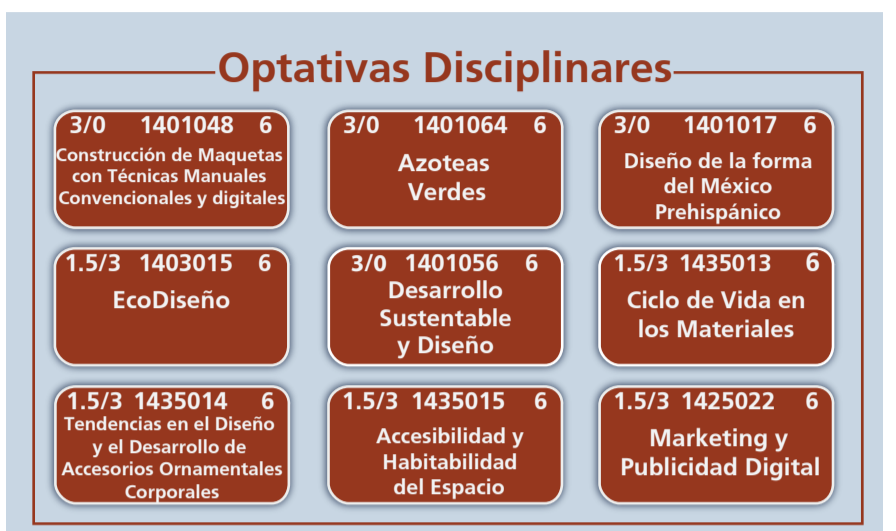 Optativas Disciplinares
3/0 1401048 6
Construcción de Maquetas
con Técnicas Manuales
Convencionales y digitales
3/0 1401064 6
Azoteas
Verdes
3/0 1401017 6
Diseño de la forma
del México
Prehispánico
1.5/3 1403015 6
EcoDiseño
3/0 1401056 6
Desarrollo
Sustentable
y Diseño
1.5/3 1435013 6
Ciclo de Vida en
los Materiales
1.5/3 1435014 6
Tendencias en el Diseño
y el Desarrollo de
Accesorios Ornamentales
Corporales
1.5/3 1435015 6
Accesibilidad y
Habitabilidad
del Espacio
1.5/3 1425022 6
Marketing y
Publicidad Digital